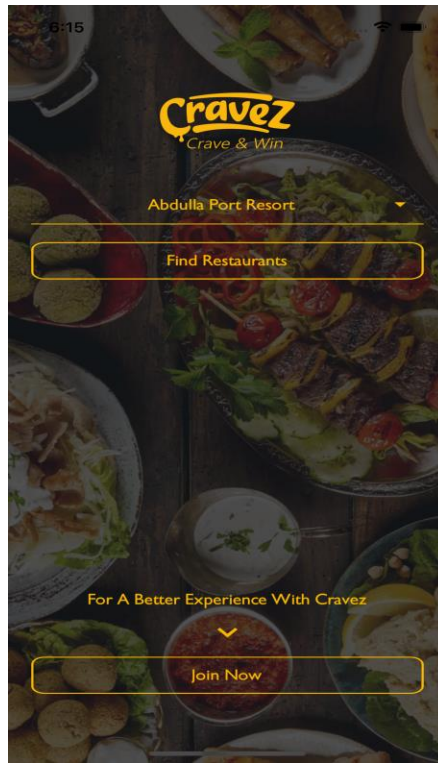 6:15
Cravez
Crave & Win
Abdulla Port Resort
Find Restaurants
For A Better Experience With Cravez
Join Now